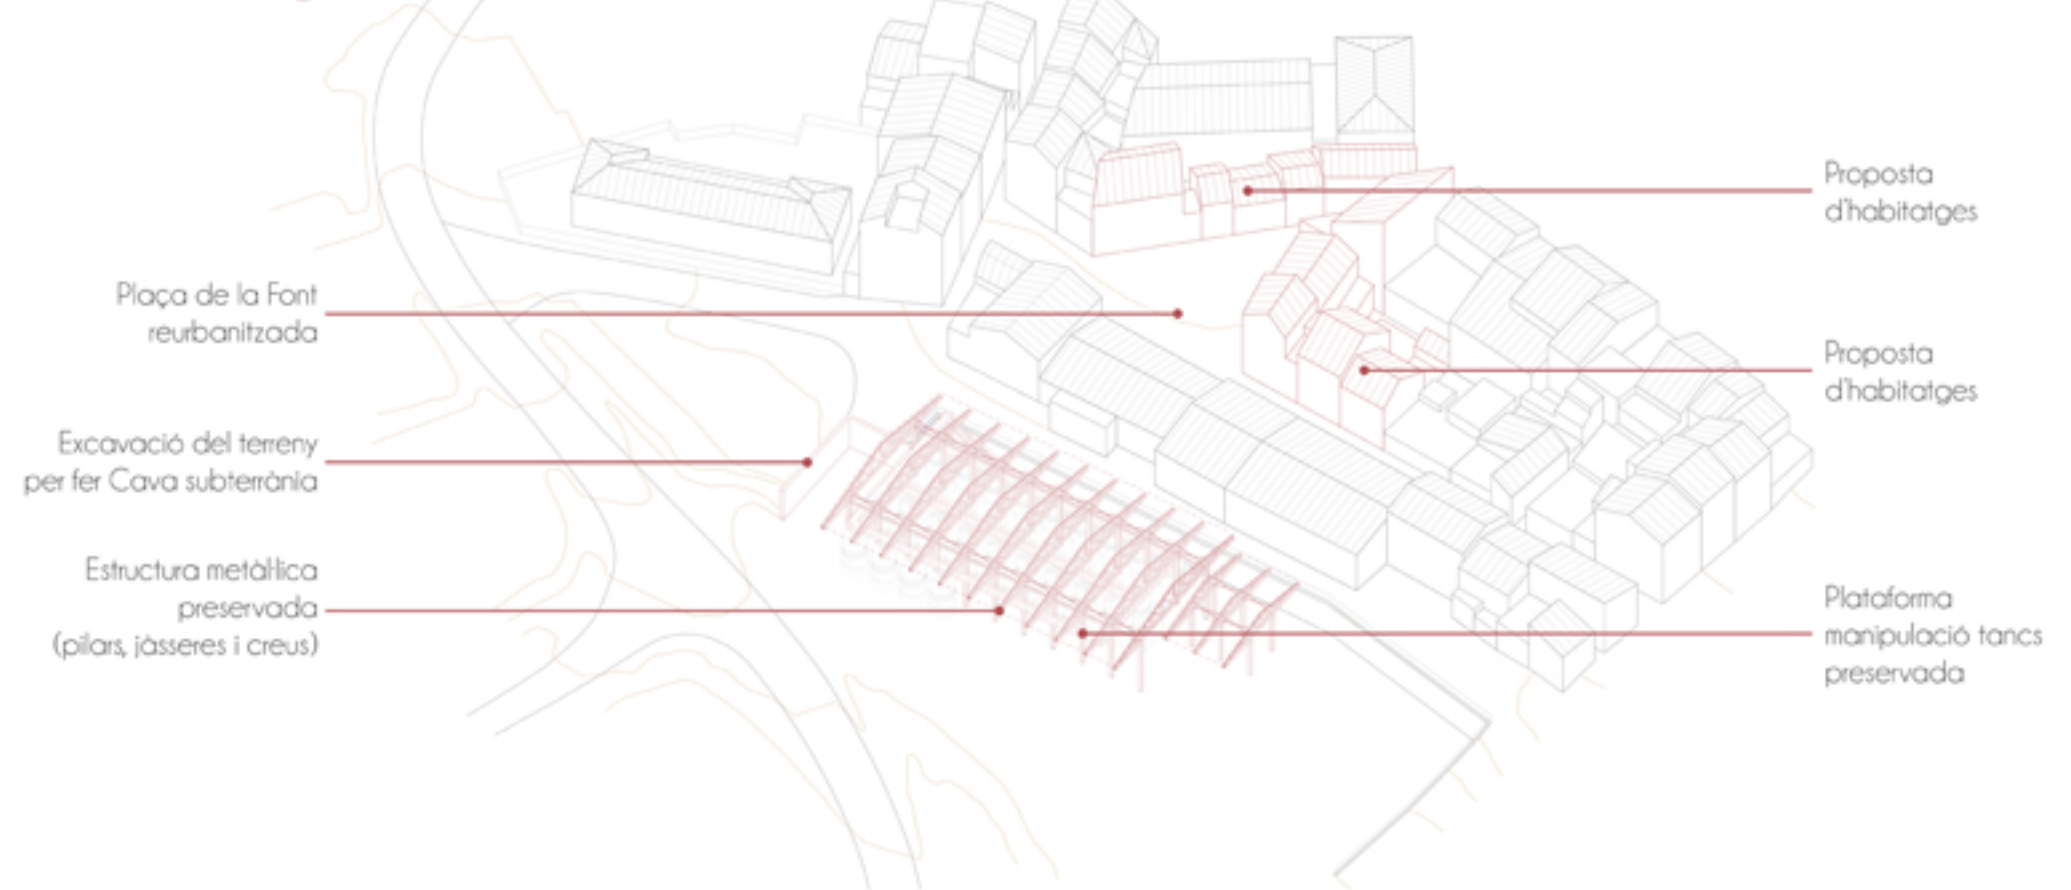 Plaça de la Font
reurbanitzada
Excavació del terreny
per fer Cava subterrània
Estructura metàl·lica
preservada
(pilars, jàsseres i creus)
Proposta
d'habitatges
Proposta
d'habitatges
Plataforma
manipulació tancs
preservada